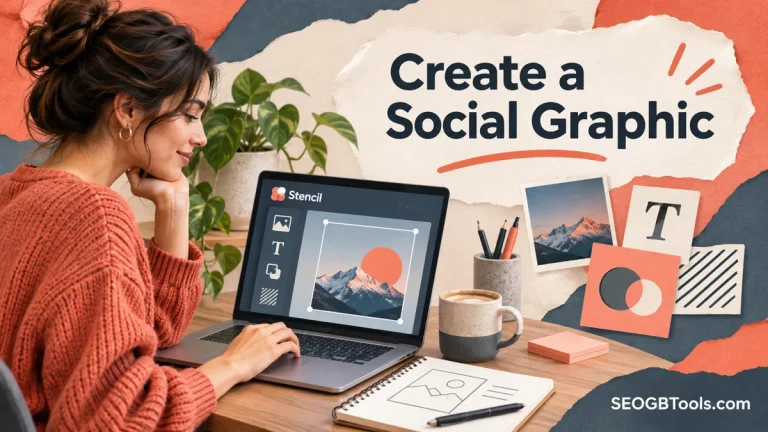 Create a
Social Graphic
Stencil
T
T
SEOGBTools.com